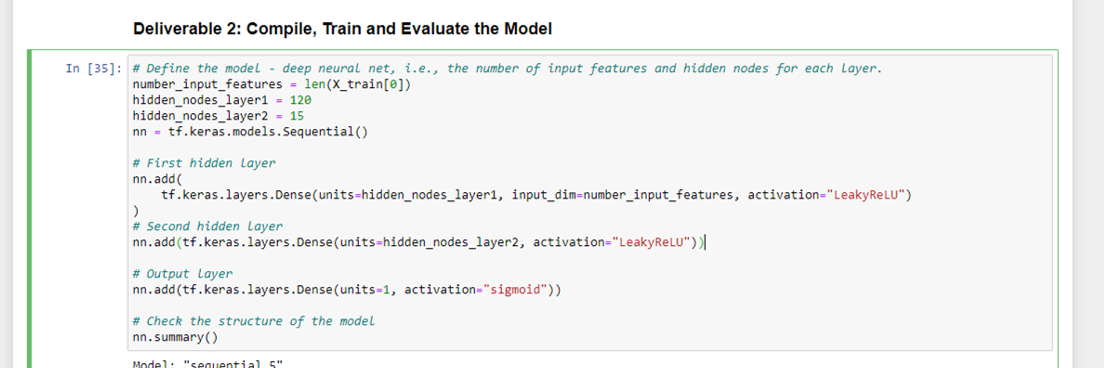 Deliverable 2: Compile, Train and Evaluate the Model
In [35]: # Define the model - deep neural net, i.e., the number of input features and hidden nodes for each layer.
number_input_features = len(X_train[0])
hidden_nodes_layer1 = 120
hidden_nodes_layer2 = 15
nn = tf.keras.models.Sequential()
# First hidden layer
nn.add(
tf.keras.layers.Dense(units=hidden_nodes_layer1, input_dim=number_input_features, activation="LeakyReLU")
)
# Second hidden layer
nn.add(tf.keras.layers.Dense(units=hidden_nodes_layer2, activation="LeakyReLU"))
# Output layer
nn.add(tf.keras.layers.Dense(units=1, activation="sigmoid"))
# Check the structure of the model
nn.summary()
Model: "sequential_5"